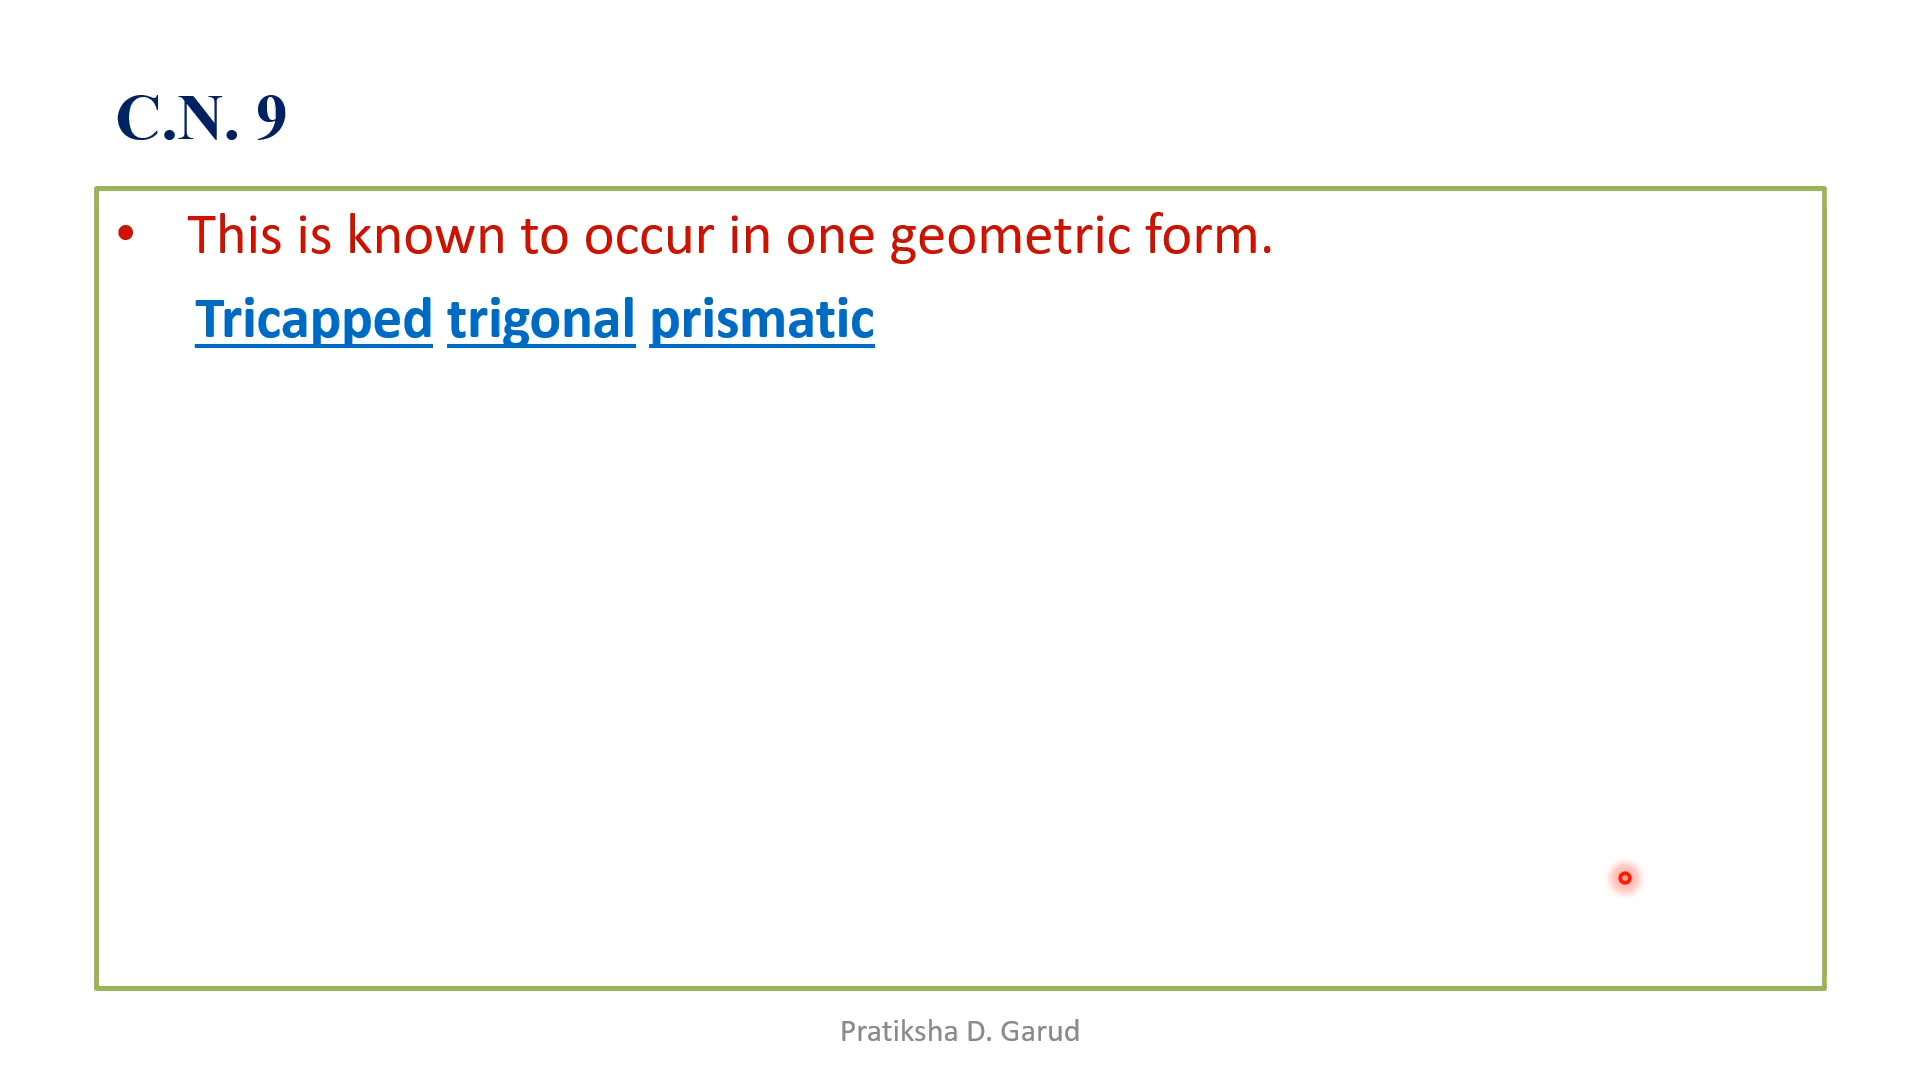 C.N. 9
• This is known to occur in one geometric form.
Tricapped trigonal prismatic
Pratiksha D. Garud